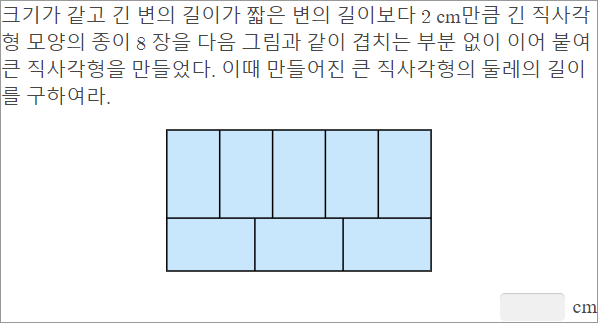 크기가 같고 긴 변의 길이가 짧은 변의 길이보다 2 cm만큼 긴 직사각
형 모양의 종이 8 장을 다음 그림과 같이 겹치는 부분 없이 이어 붙여
큰 직사각형을 만들었다. 이때 만들어진 큰 직사각형의 둘레의 길이
를 구하여라.
cm